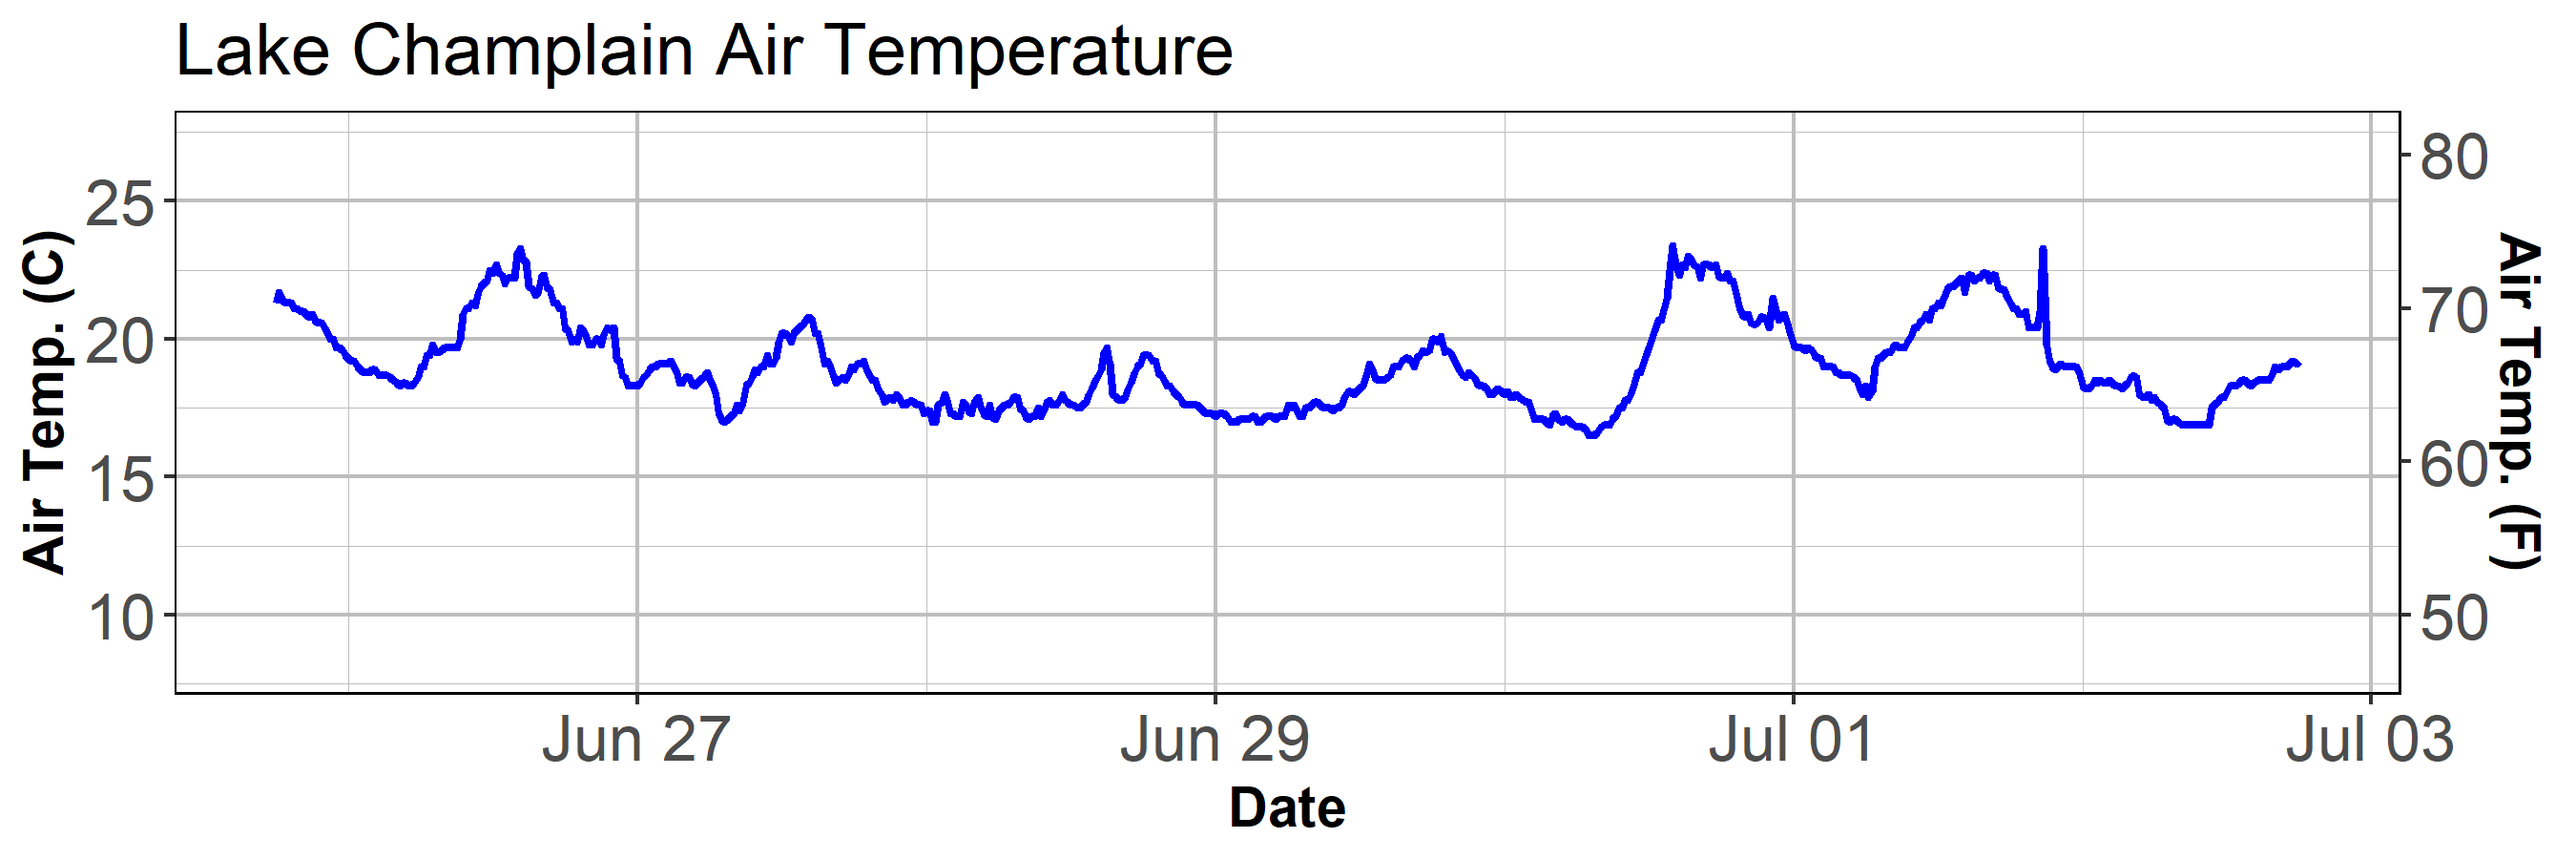 Lake Champlain Air Temperature
Air Temp. (C)
25
20
15
10
80
70
60
50
Air Temp. (F)
Jun 27
Jun 29
Jul 01
Jul 03
Date